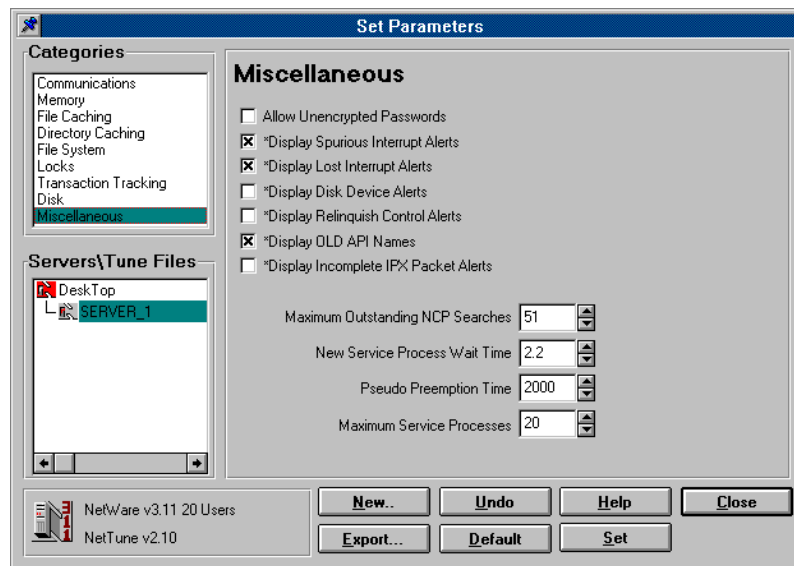 Set Parameters
Categories
Communications
Memory
File Caching
Directory Caching
File System
Locks
Transaction Tracking
Disk
Miscellaneous
Servers\Tune Files
DeskTop
SERVER_1
Miscellaneous
Allow Unencrypted Passwords
*Display Spurious Interrupt Alerts
*Display Lost Interrupt Alerts
*Display Disk Device Alerts
*Display Relinquish Control Alerts
*Display OLD API Names
*Display Incomplete IPX Packet Alerts
Maximum Outstanding NCP Searches 51
New Service Process Wait Time 2.2
Pseudo Preemption Time 2000
Maximum Service Processes 20
311
NetWare v3.11 20 Users
NetTune v2.10
New.. Undo Help Close
Export... Default Set